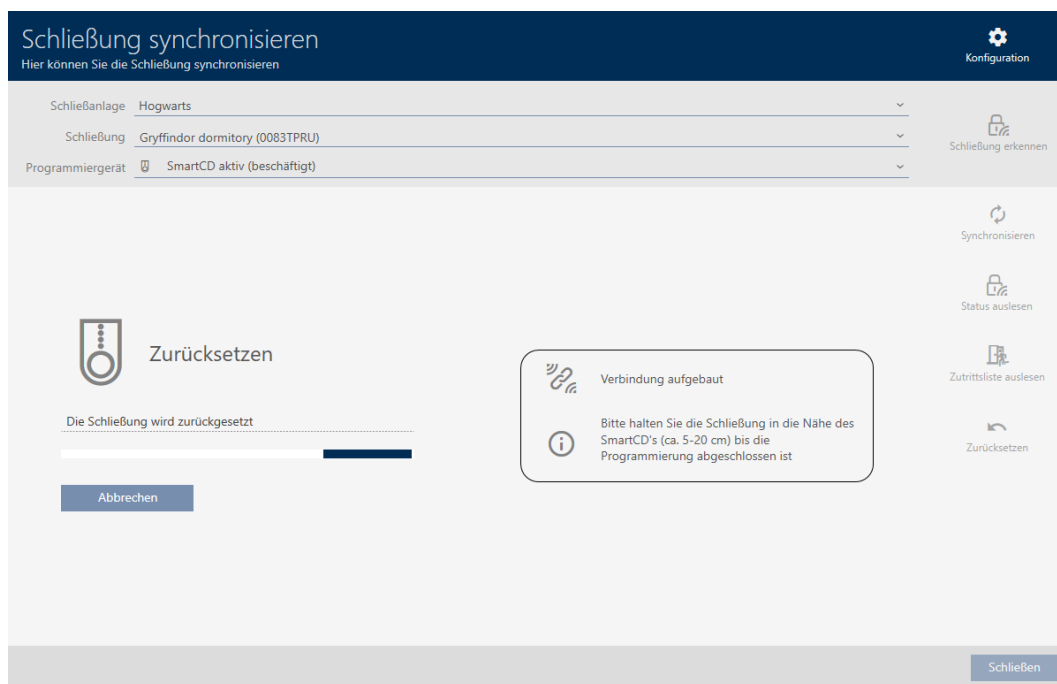 Schließung synchronisieren
Hier können Sie die Schließung synchronisieren
Konfiguration
Schließanlage Hogwarts
Schließung Gryffindor dormitory (0083TPRU)
Programmiergerät SmartCD aktiv (beschäftigt)
Schließung erkennen
Synchronisieren
Status auslesen
Zutrittsliste auslesen
Zurücksetzen
Zurücksetzen
Die Schließung wird zurückgesetzt
Abbrechen
Verbindung aufgebaut
Bitte halten Sie die Schließung in die Nähe des
SmartCD's (ca. 5-20 cm) bis die
Programmierung abgeschlossen ist
Schließen